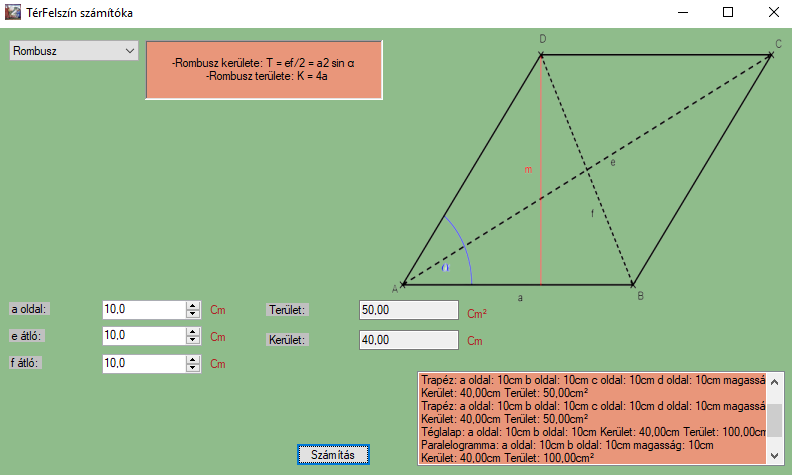 TérFelszín számítóka
Rombusz
-Rombusz kerülete: T = ef/2 = a2 sin α
-Rombusz területe: K = 4a
D
C
m
e
f
α
A
a
B
a oldal: 10,0 Cm
e átló: 10,0 Cm
f átló: 10,0 Cm
Terület: 50,00 Cm²
Kerület: 40,00 Cm
Trapéz: a oldal: 10cm b oldal: 10cm c oldal: 10cm d oldal: 10cm magassá
Kerület: 40,00cm Terület: 50,00cm²
Trapéz: a oldal: 10cm b oldal: 10cm c oldal: 10cm d oldal: 10cm magassá
Kerület: 40,00cm Terület: 50,00cm²
Téglalap: a oldal: 10cm b oldal: 10cm Kerület: 40,00cm Terület: 100,00cm
Paralelogramma: a oldal: 10cm b oldal: 10cm magasság: 10cm
Kerület: 40,00cm Terület: 100,00cm²
Számítás